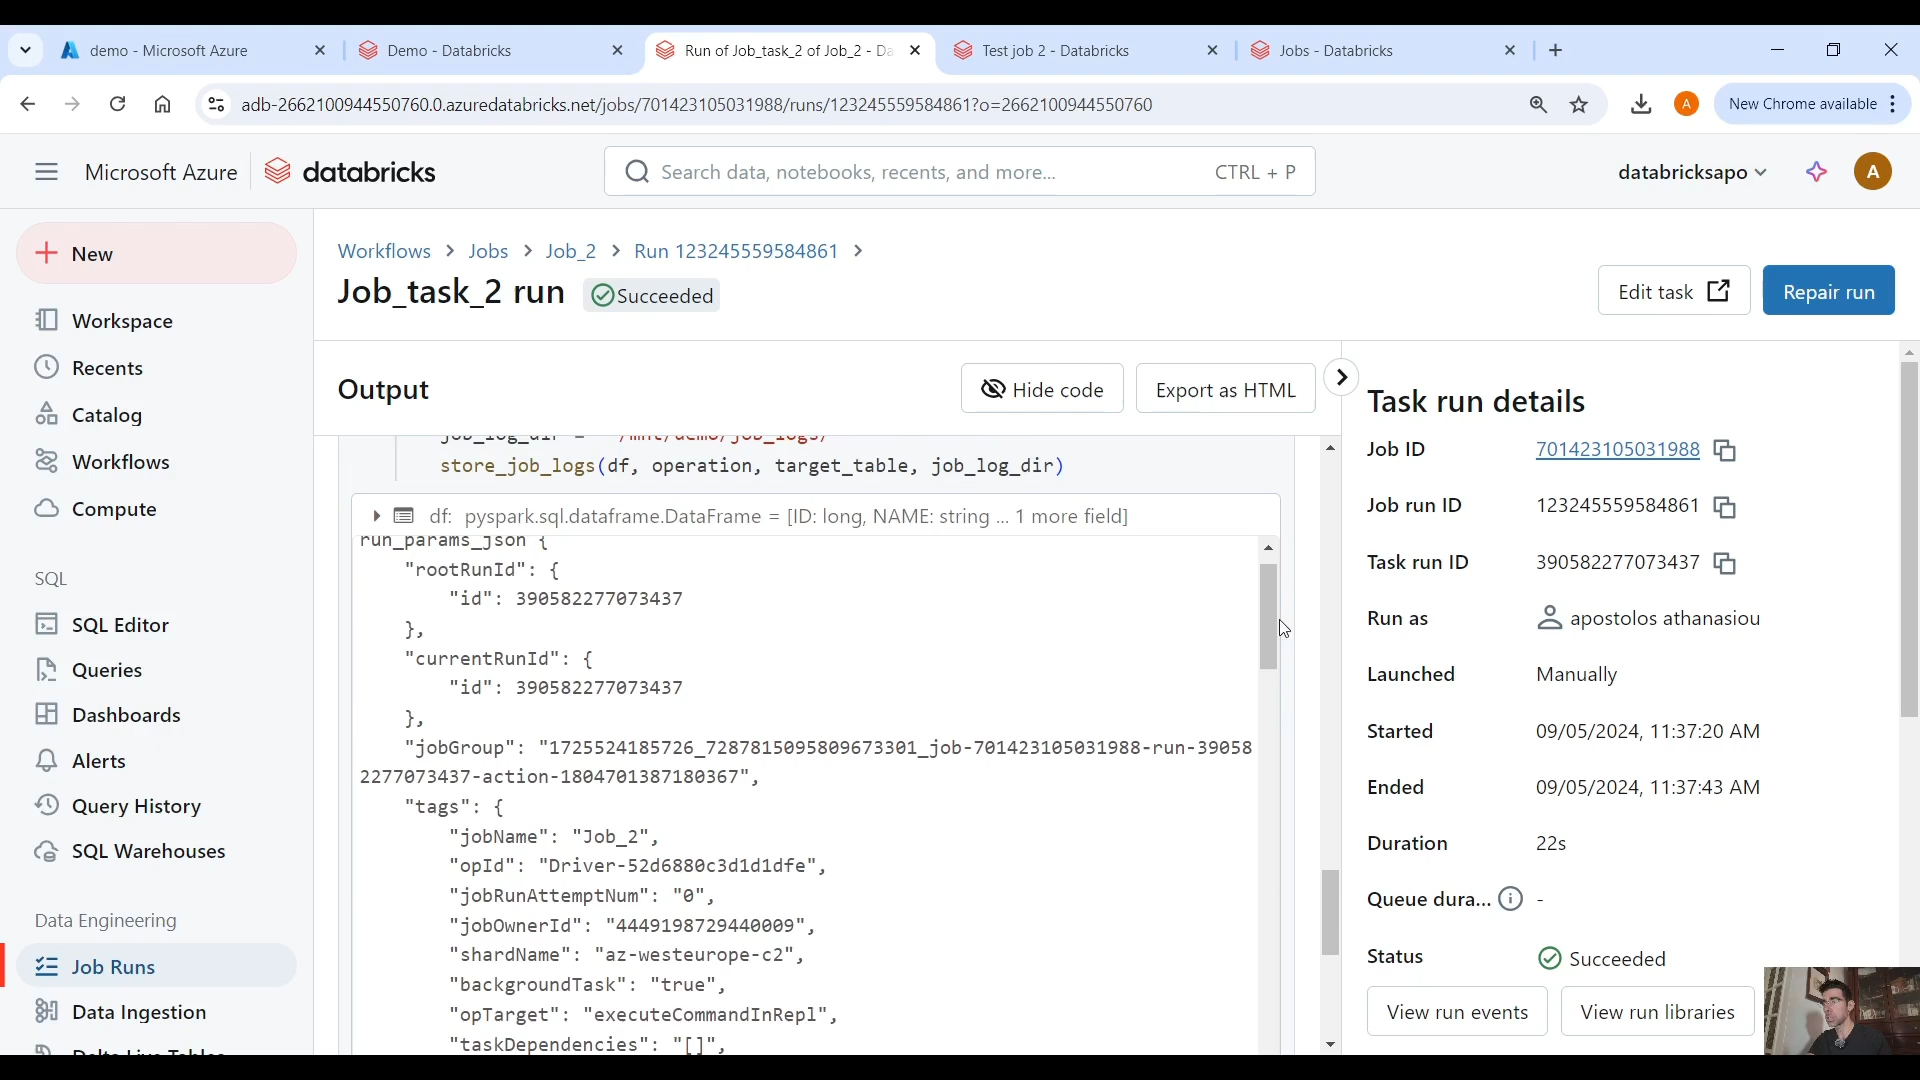 demo - Microsoft Azure
Demo - Databricks
Run of Job_task_2 of Job_2 - Da
Test job 2 - Databricks
Jobs - Databricks
adb-2662100944550760.0.azuredatabricks.net/jobs/701423105031988/runs/123245559584861?o=2662100944550760
A
New Chrome available
Microsoft Azure
databricks
Search data, notebooks, recents, and more...
CTRL + P
databricksapo
A
New
Workspace
Recents
Catalog
Workflows
Compute
SQL
SQL Editor
Queries
Dashboards
Alerts
Query History
SQL Warehouses
Data Engineering
Job Runs
Data Ingestion
Delta Live Tables
Workflows > Jobs > Job_2 > Run 123245559584861 >
Job_task_2 run
Succeeded
Edit task
Repair run
Output
Hide code
Export as HTML
job_log_dir = "/mnt/demo/job_logs/"
store_job_logs(df, operation, target_table, job_log_dir)
df: pyspark.sql.dataframe.DataFrame = [ID: long, NAME: string ... 1 more field]
run_params_json {
"rootRunId": {
"id": 390582277073437
},
"currentRunId": {
"id": 390582277073437
},
"jobGroup": "1725524185726_7287815095809673301_job-701423105031988-run-39058
2277073437-action-1804701387180367",
"tags": {
"jobName": "Job_2",
"opId": "Driver-52d6880c3d1d1dfe",
"jobRunAttemptNum": "0",
"jobOwnerId": "4449198729440009",
"shardName": "az-westeurope-c2",
"backgroundTask": "true",
"opTarget": "executeCommandInRepl",
"taskDependencies": "[]",
Task run details
Job ID 701423105031988
Job run ID 123245559584861
Task run ID 390582277073437
Run as apostolos athanasiou
Launched Manually
Started 09/05/2024, 11:37:20 AM
Ended 09/05/2024, 11:37:43 AM
Duration 22s
Queue dura... -
Status Succeeded
View run events
View run libraries